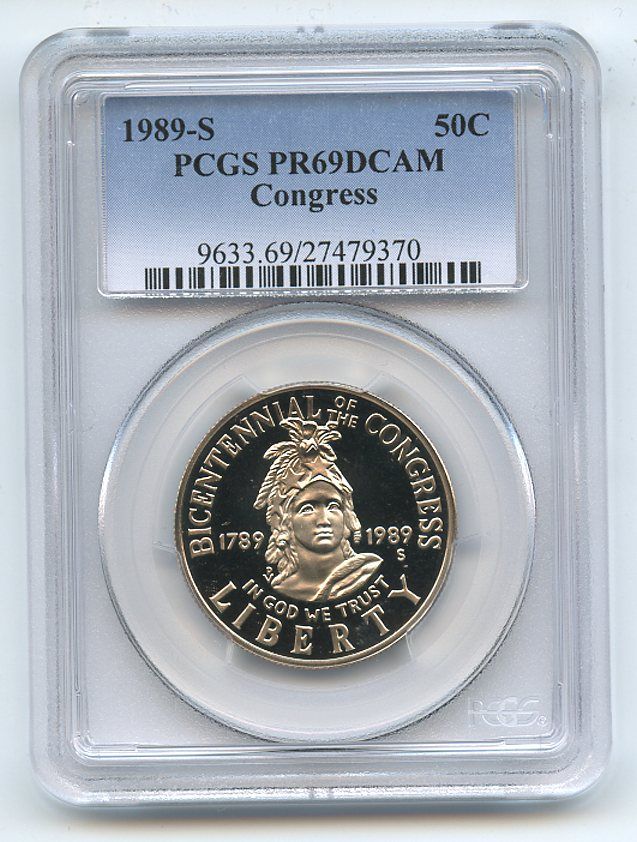 1989-S 50C
PCGS PR69DCAM
Congress
9633.69/27479370
BICENTENNIAL OF THE CONGRESS
1789 1989
S
IN GOD WE TRUST
LIBERTY
PCGS®